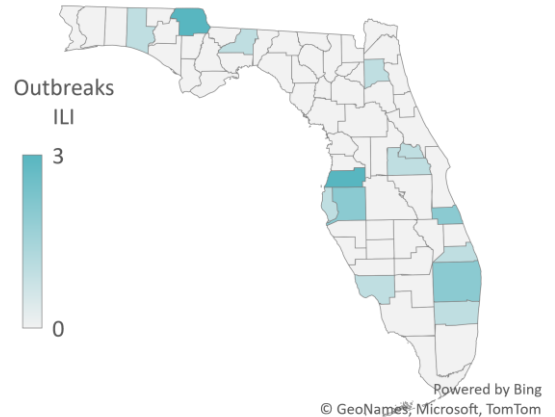 Outbreaks
ILI
3
0
Powered by Bing
© GeoNames, Microsoft, TomTom